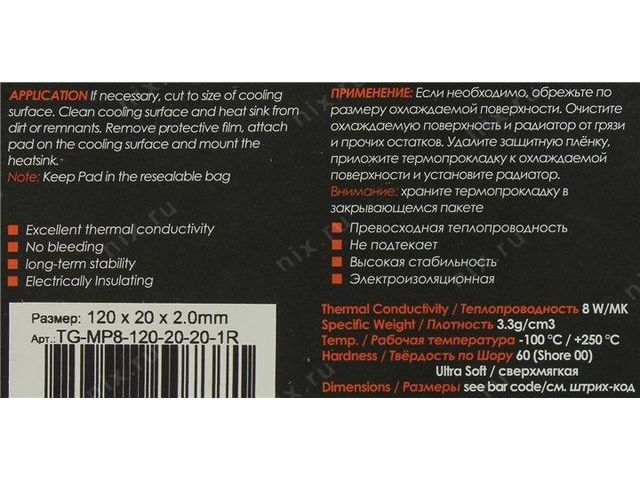 APPLICATION If necessary, cut to size of cooling
surface. Clean cooling surface and heat sink from
dirt or remnants. Remove protective film, attach
pad on the cooling surface and mount the
heatsink.
Note: Keep Pad in the resealable bag
Excellent thermal conductivity
No bleeding
long-term stability
Electrically Insulating
Размер: 120 x 20 x 2.0mm
Арт.: TG-MP8-120-20-20-1R
ПРИМЕНЕНИЕ: Если необходимо, обрежьте по
размеру охлаждаемой поверхности. Очистите
охлаждаемую поверхность и радиатор от грязи
и прочих остатков. Удалите защитную плёнку,
приложите термопрокладку к охлаждаемой
поверхности и установите радиатор.
Внимание: храните термопрокладку в
закрывающемся пакете
Превосходная теплопроводность
Не подтекает
Высокая стабильность
Электроизоляционная
Thermal Conductivity / Теплопроводность 8 W/MK
Specific Weight / Плотность 3.3g/cm3
Temp. / Рабочая температура -100 °C / +250 °C
Hardness / Твёрдость по Шору 60 (Shore 00)
Ultra Soft / сверхмягкая
Dimensions / Размеры see bar code/см. штрих-код
nix.ru